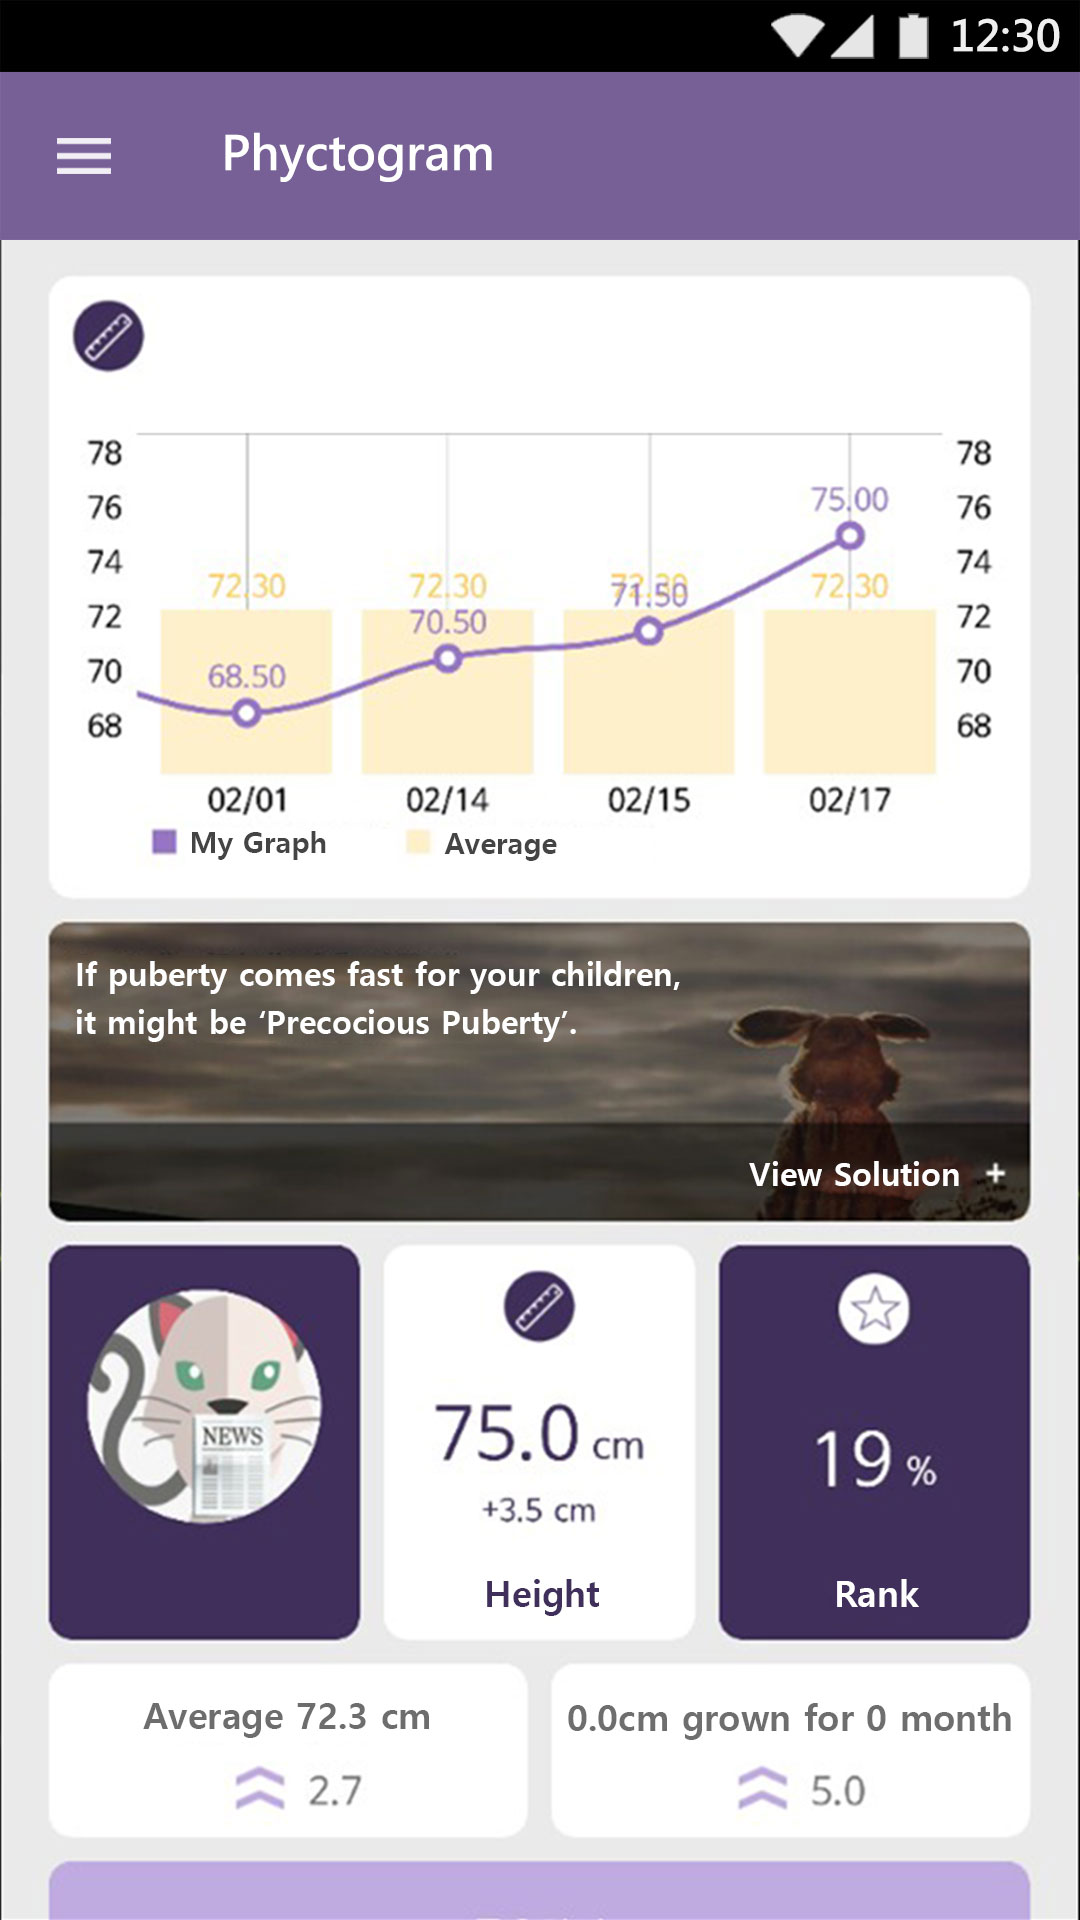 12:30
Phyctogram
78 78
76 76
75.00
74 74
72.30 72.30 72.30 72.30
71.50
72 72
70.50
70 70
68.50
68 68
02/01 02/14 02/15 02/17
My Graph Average
If puberty comes fast for your children,
it might be ‘Precocious Puberty’.
View Solution +
NEWS
75.0 cm
+3.5 cm
Height
19 %
Rank
Average 72.3 cm
2.7
0.0cm grown for 0 month
5.0